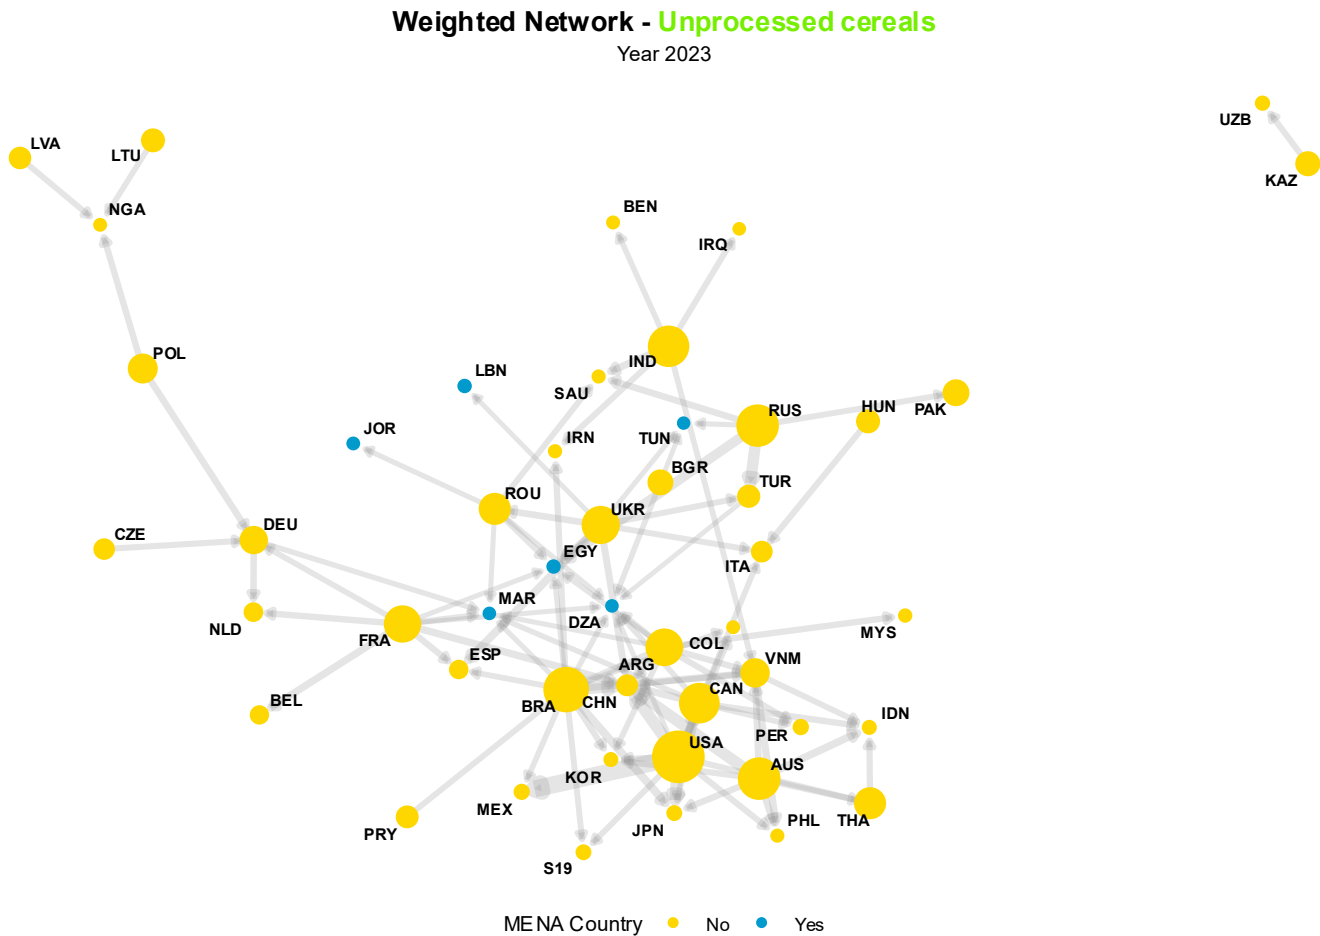 Weighted Network - Unprocessed cereals
Year 2023
UZB
LVA
LTU
KAZ
BEN
NGA
IRQ
POL
IND
LBN
SAU
HUN
PAK
RUS
JOR
IRN
TUN
BGR
TUR
ROU
UKR
DEU
CZE
EGY
ITA
MAR
DZA
NLD
FRA
MYS
COL
ESP
ARG
VNM
CAN
BEL
BRA
CHN
IDN
PER
USA
AUS
KOR
MEX
PHL
THA
JPN
PRY
S19
MENA Country No Yes